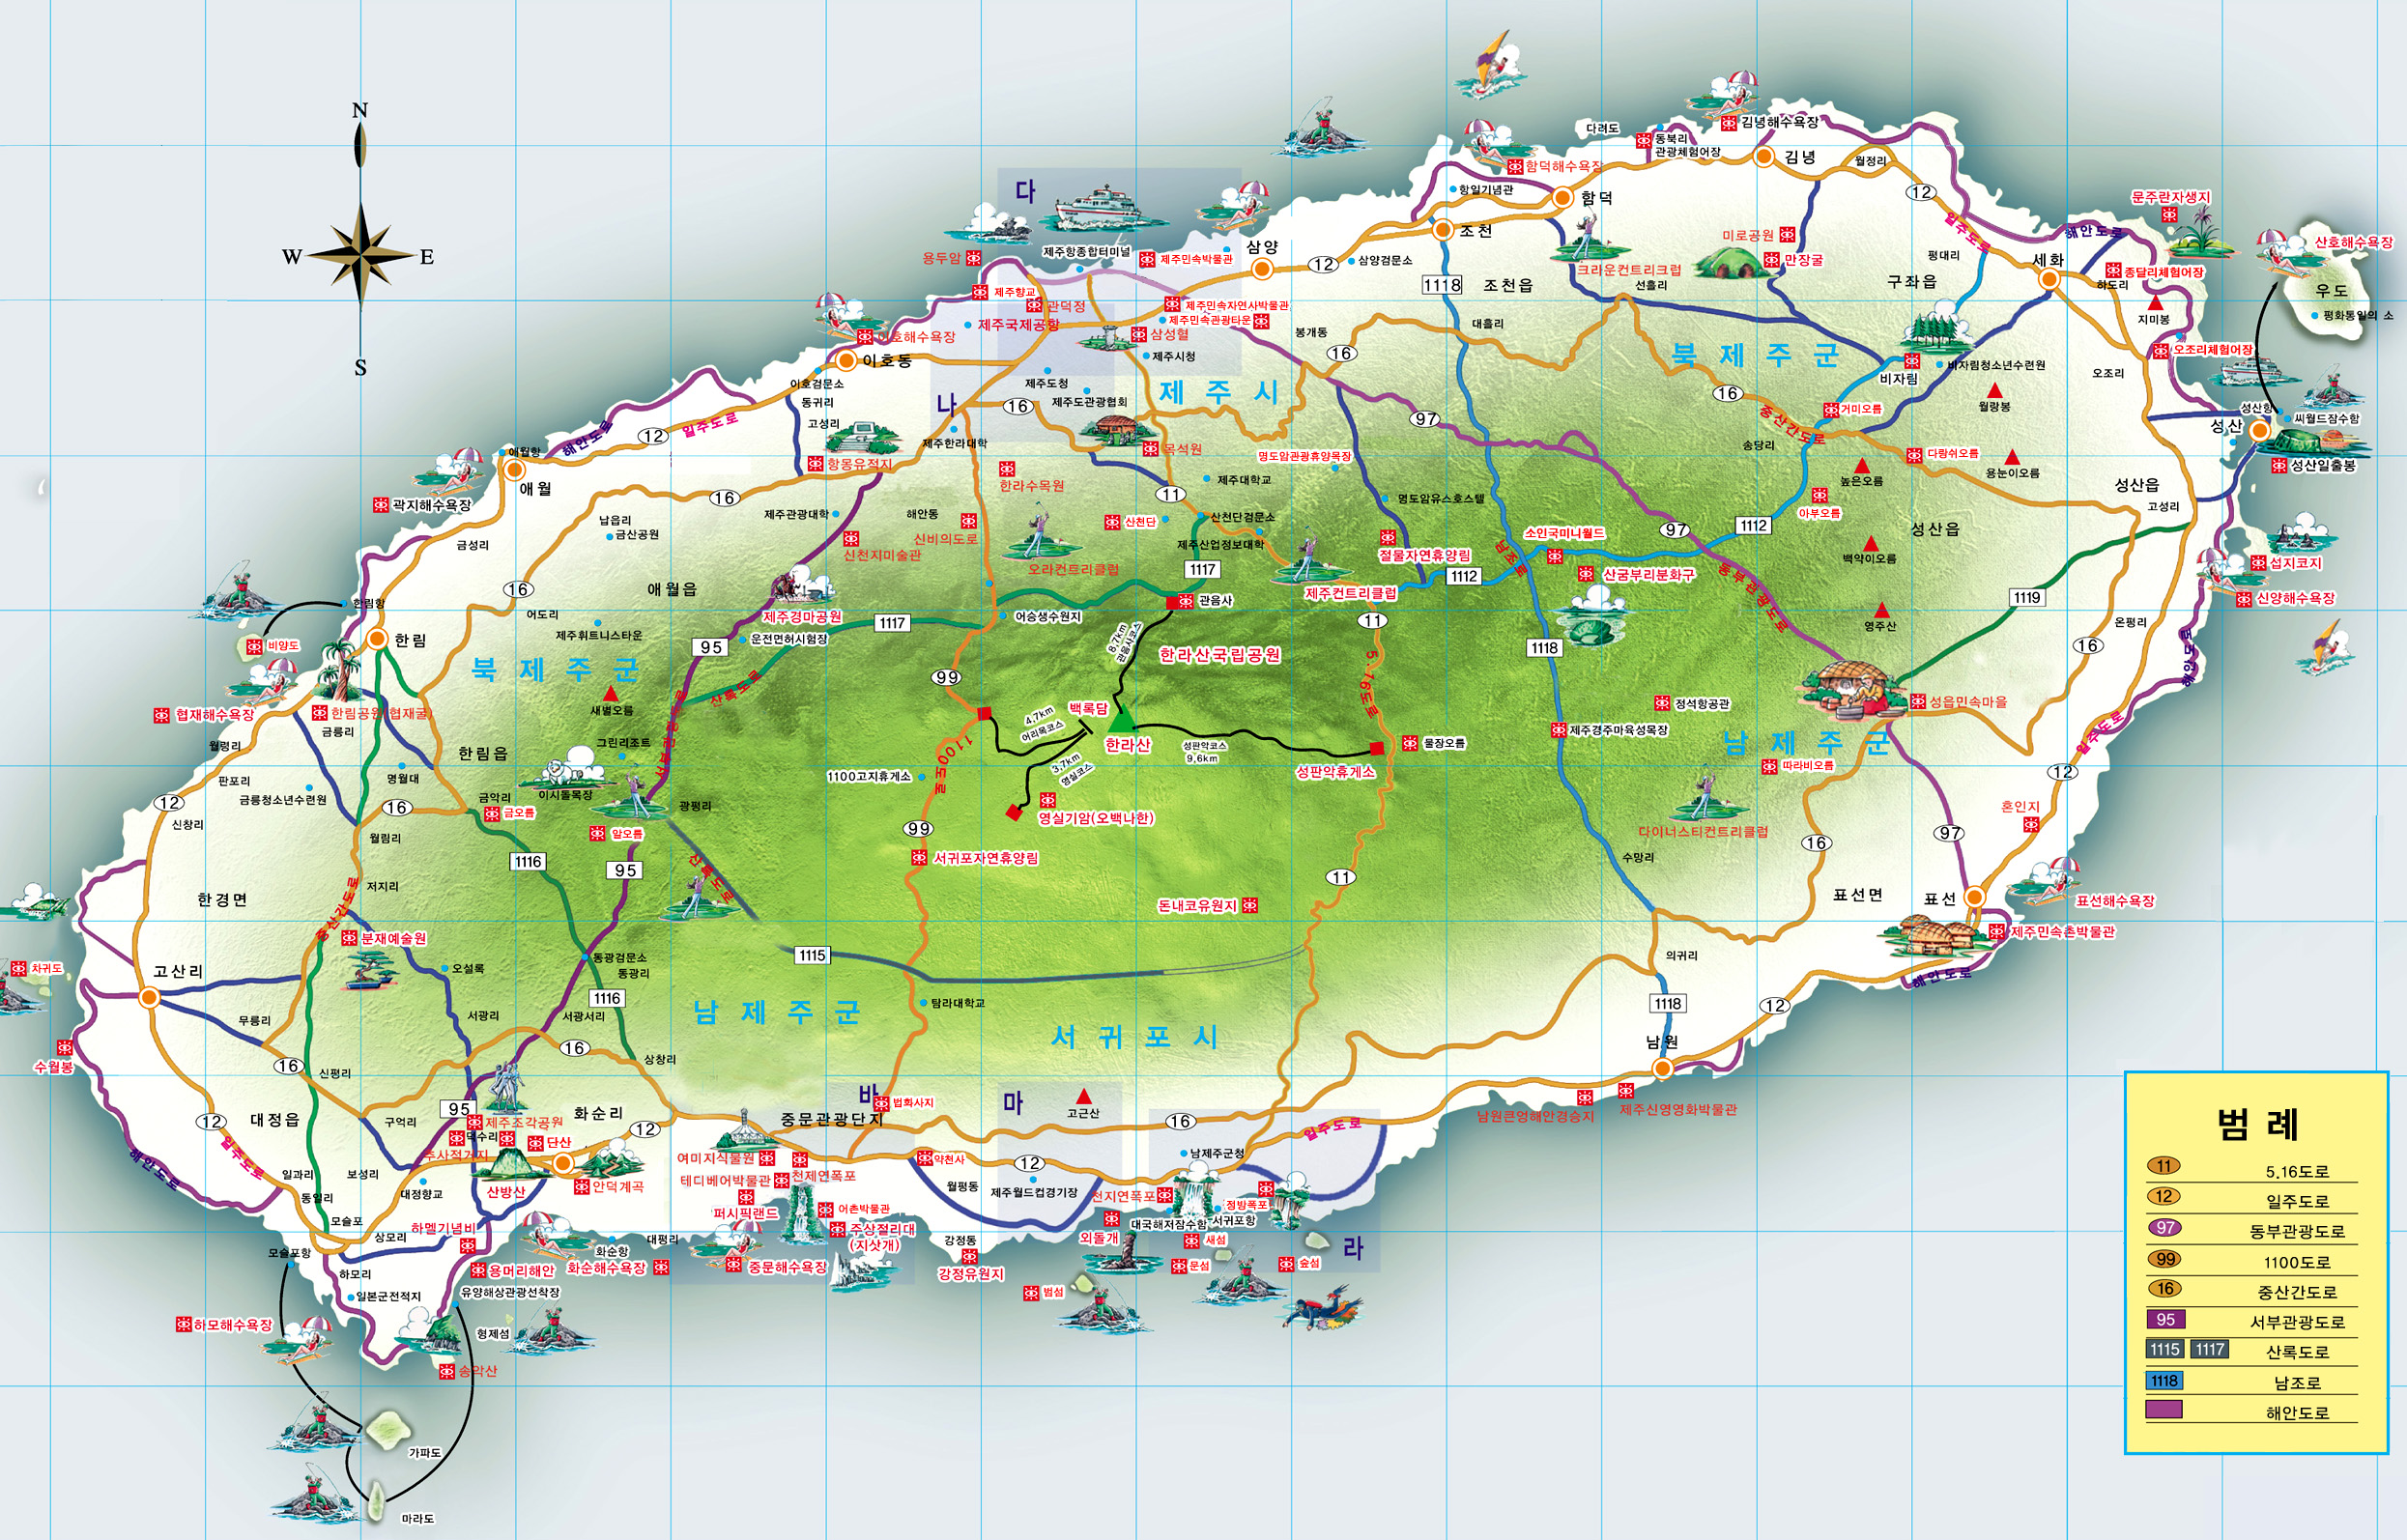 N
W
E
S
다
나
바
마
라
다려도
동북리
관광체험어장
김녕해수욕장
김녕
월정리
함덕해수욕장
항일기념관
함덕
조천
12
일주도로
해안도로
문주란자생지
산호해수욕장
우도
평화통일의 소
용두암
제주항종합터미널
제주민속박물관
삼양
12
삼양검문소
1118
조천읍
크라운컨트리크럽
선흘리
미로공원
만장굴
평대리
구좌읍
세화
하도리
종달리체험어장
지미봉
오조리체험어장
제주향교
관덕정
제주국제공항
제주민속자연사박물관
제주민속관광타운
삼성혈
제주시청
봉개동
16
대흘리
북 제 주 군
비자림
비자림청소년수련원
월랑봉
오조리
이호해수욕장
이호동
이호검문소
동귀리
고성리
제주도청
제주도관광협회
제주한라대학
16
제 주 시
97
16
중산간도로
거미오름
송당리
다랑쉬오름
용눈이오름
높은오름
아부오름
성산항
씨월드잠수함
성산
성산일출봉
성산읍
고성리
해안도로
12
일주도로
애월항
애월
곽지해수욕장
항몽유적지
16
한라수목원
목석원
11
명도암관광휴양목장
제주대학교
명도암유스호스텔
납읍리
금산공원
금성리
제주관광대학
해안동
신천지미술관
신비의도로
산천단
산천단검문소
제주산업정보대학
오라컨트리클럽
1117
제주컨트리클럽
절물자연휴양림
1112
남조로
소인국미니월드
산굼부리분화구
97
1112
동부관광도로
백약이오름
성산읍
영주산
1119
섭지코지
신양해수욕장
온평리
16
해안도로
한림항
비양도
한림
16
어도리
애월읍
제주휘트니스타운
제주경마공원
운전면허시험장
95
1117
어승생수원지
관음사
8.7km
관음사코스
한라산국립공원
11
5.16도로
1118
협재해수욕장
한림공원(협재굴)
금릉리
월령리
판포리
북 제 주 군
새별오름
산록도로
그린리조트
99
4.7km
어리목코스
백록담
한라산
3.7km
영실코스
성판악코스
9.6km
성판악휴게소
물장오름
정석항공관
제주경주마육성목장
성읍민속마을
남 제 주 군
따라비오름
일주도로
12
혼인지
한림읍
명월대
금릉청소년수련원
12
신창리
16
월림리
금악리
금오름
이시돌목장
광평리
알오름
1100고지휴게소
1100도로
영실기암(오백나한)
99
서귀포자연휴양림
다이너스티컨트리클럽
수망리
16
97
표선면
표선
표선해수욕장
제주민속촌박물관
해안도로
한경면
저지리
중산간도로
분재예술원
1116
95
산록도로
돈내코유원지
11
차귀도
고산리
오설록
동광검문소
동광리
1116
1115
탐라대학교
의귀리
1118
12
남원
무릉리
서광리
서광서리
16
남 제 주 군
서 귀 포 시
수월봉
16
신평리
상창리
12
대정읍
구억리
95
제주조각공원
덕수리
추사적거지
단산
화순리
12
중문관광단지
법화사지
고근산
16
일주도로
남원큰엉해안경승지
제주신영영화박물관
해안도로
일주도로
일과리
동일리
보성리
대정향교
산방산
안덕계곡
여미지식물원
테디베어박물관
천제연폭포
퍼시픽랜드
어촌박물관
주상절리대
(지삿개)
약천사
월평동
12
제주월드컵경기장
남제주군청
천지연폭포
정방폭포
대국해저잠수함
서귀포항
외돌개
새섬
문섬
숲섬
범섬
모슬포
상모리
모슬포항
하모리
하멜기념비
용머리해안
화순항
화순해수욕장
대평리
중문해수욕장
강정동
강정유원지
일본군전적지
유양해상관광선착장
하모해수욕장
형제섬
송악산
가파도
마라도
범 례
11 5.16도로
12 일주도로
97 동부관광도로
99 1100도로
16 중산간도로
95 서부관광도로
1115 1117 산록도로
1118 남조로
해안도로